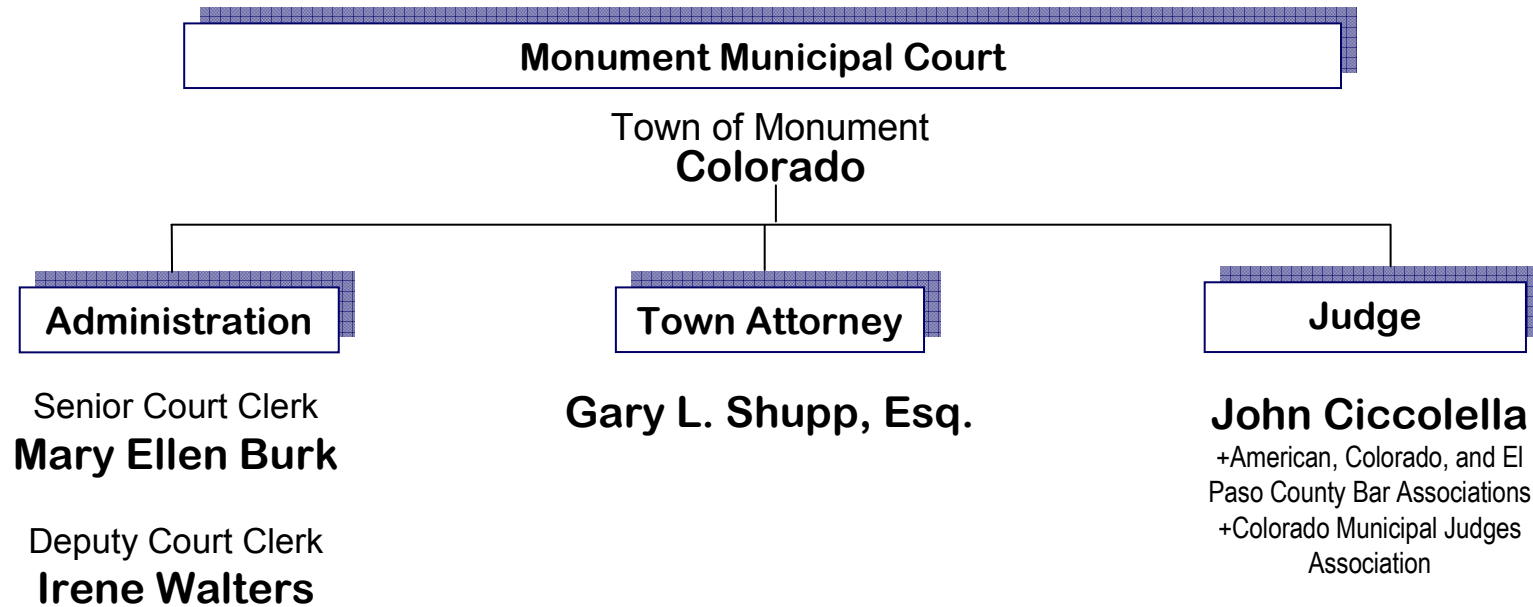 Monument Municipal Court
Town of Monument
Colorado
Administration
Senior Court Clerk
Mary Ellen Burk
Deputy Court Clerk
Irene Walters
Town Attorney
Gary L. Shupp, Esq.
Judge
John Ciccolella
+American, Colorado, and El
Paso County Bar Associations
+Colorado Municipal Judges
Association